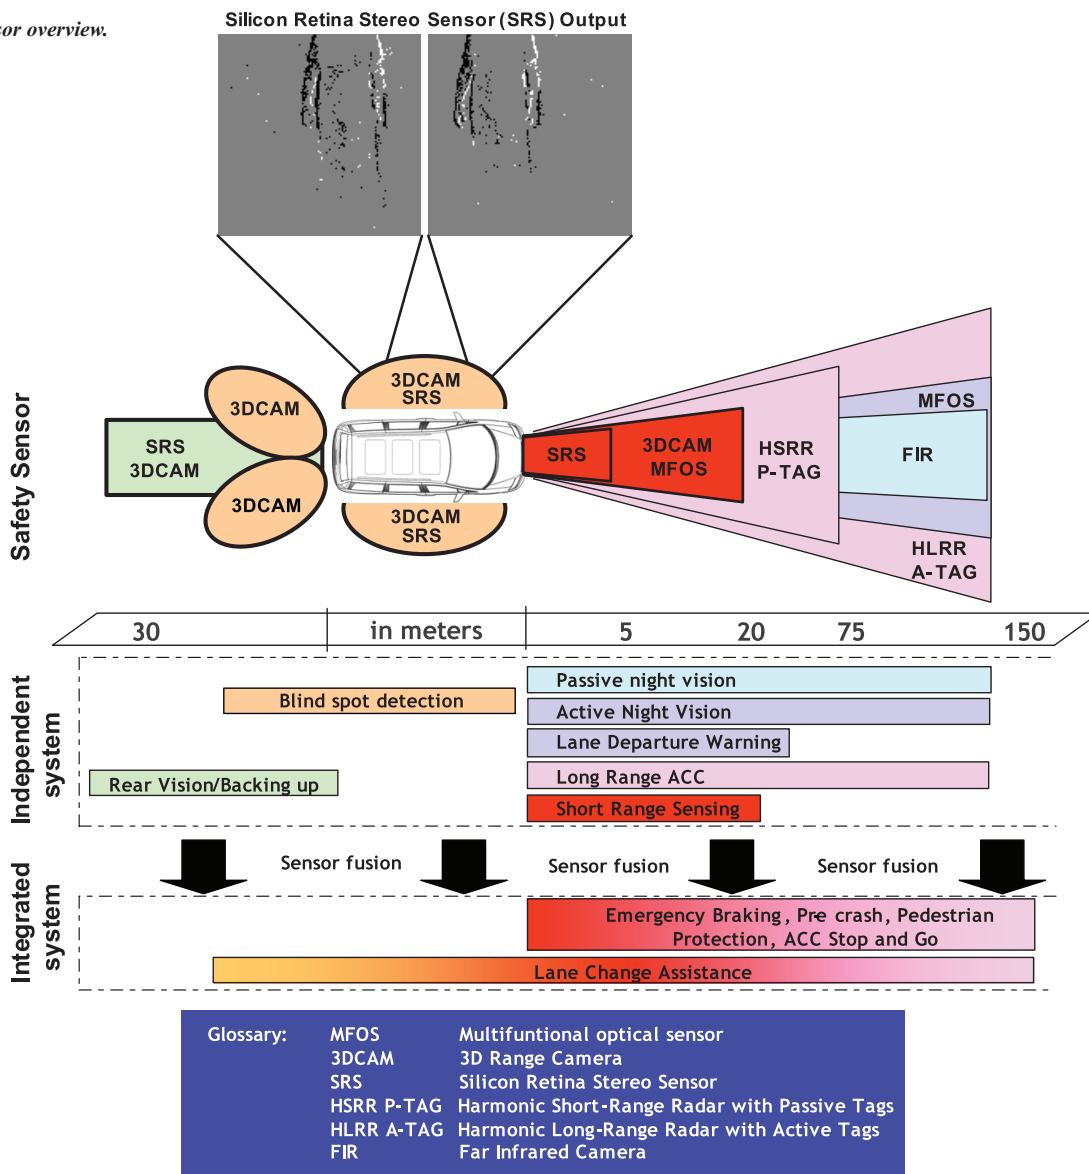 sor overview.
Silicon Retina Stereo Sensor (SRS) Output
Safety Sensor
3DCAM
SRS
3DCAM
SRS
3DCAM
3DCAM
3DCAM
SRS
SRS
3DCAM
MFOS
HSRR
P-TAG
MFOS
FIR
HLRR
A-TAG
30 in meters 5 20 75 150
Independent
system
Passive night vision
Blind spot detection
Active Night Vision
Lane Departure Warning
Long Range ACC
Rear Vision/Backing up
Short Range Sensing
Sensor fusion Sensor fusion Sensor fusion
Integrated
system
Emergency Braking, Pre crash, Pedestrian
Protection, ACC Stop and Go
Lane Change Assistance
Glossary: MFOS Multifuntional optical sensor
3DCAM 3D Range Camera
SRS Silicon Retina Stereo Sensor
HSRR P-TAG Harmonic Short-Range Radar with Passive Tags
HLRR A-TAG Harmonic Long-Range Radar with Active Tags
FIR Far Infrared Camera